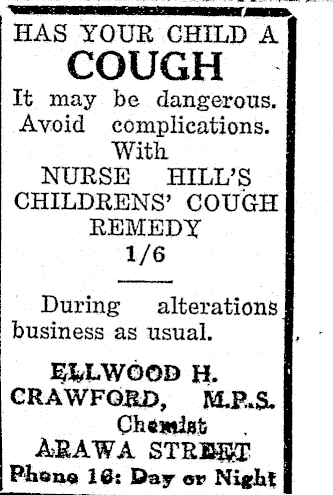 HAS YOUR CHILD A
COUGH
It may be dangerous.
Avoid complications.
With
NURSE HILL'S
CHILDRENS' COUGH
REMEDY
1/6
During alterations
business as usual.
ELLWOOD H.
CRAWFORD, M.P.S.
Chemist
ARAWA STREET
Phone 16: Day or Night